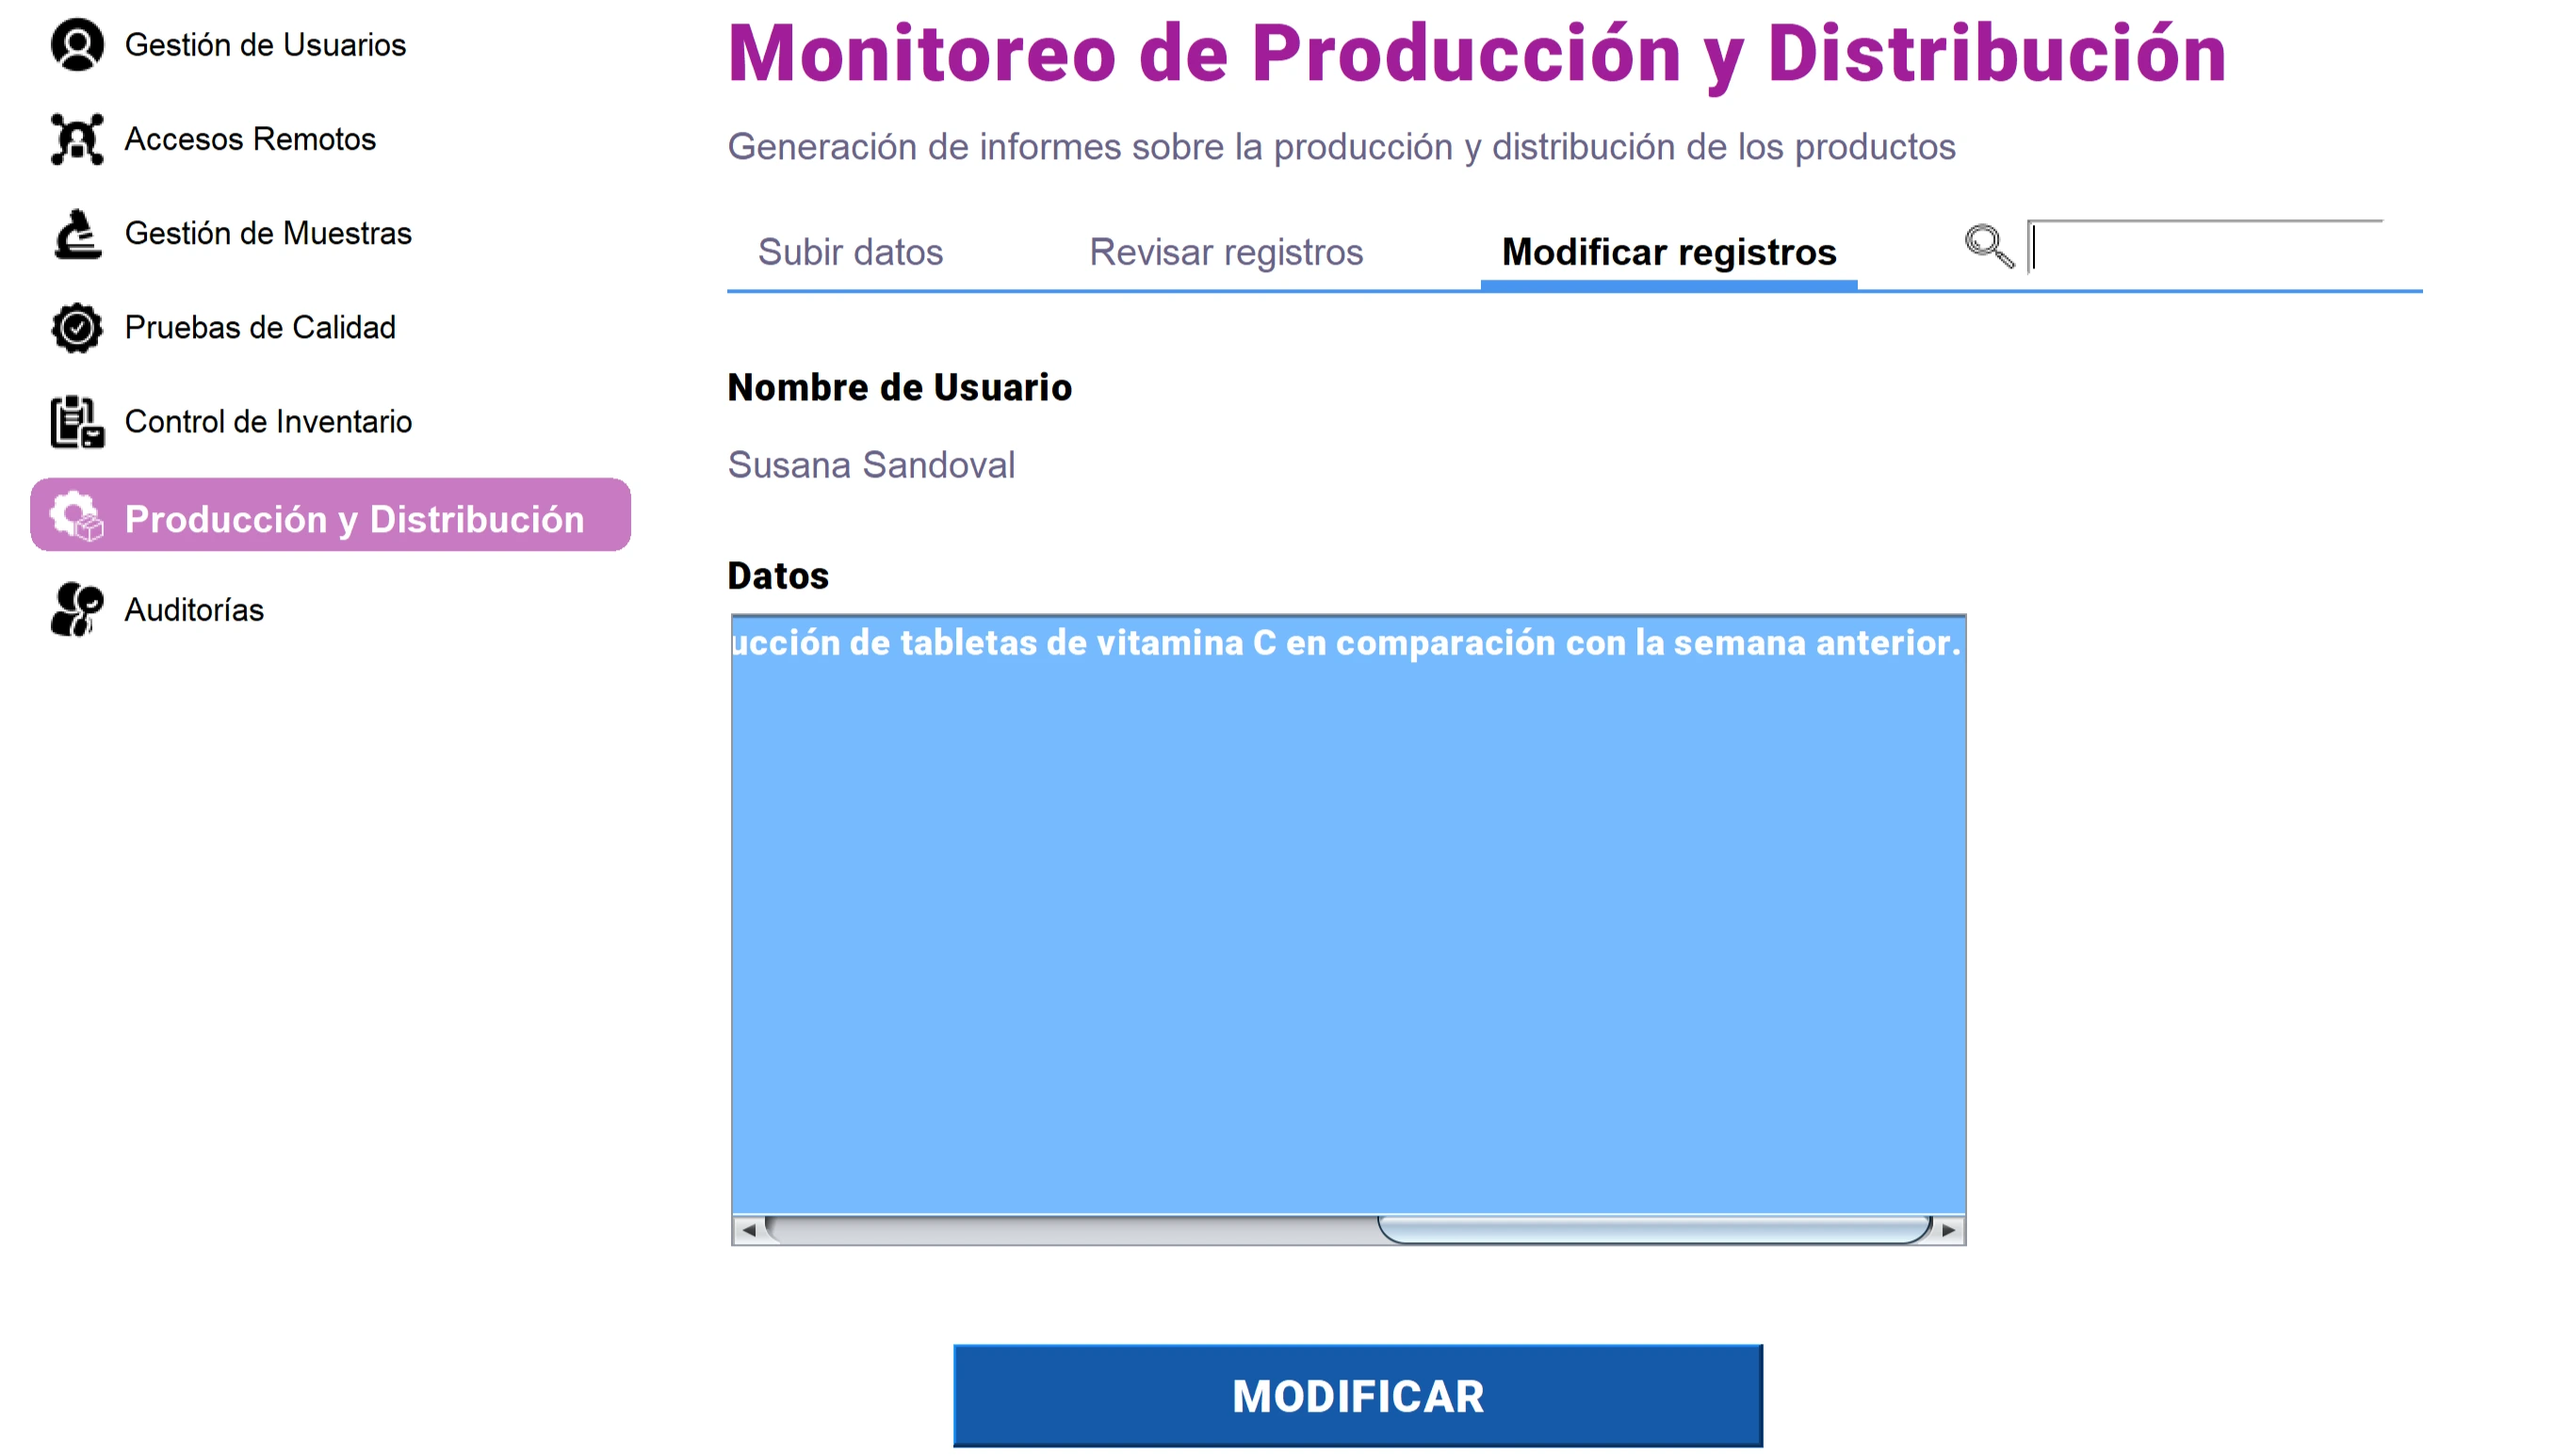 Gestión de Usuarios
Accesos Remotos
Gestión de Muestras
Pruebas de Calidad
Control de Inventario
Producción y Distribución
Auditorías
Monitoreo de Producción y Distribución
Generación de informes sobre la producción y distribución de los productos
Subir datos
Revisar registros
Modificar registros
Nombre de Usuario
Susana Sandoval
Datos
ucción de tabletas de vitamina C en comparación con la semana anterior.
MODIFICAR